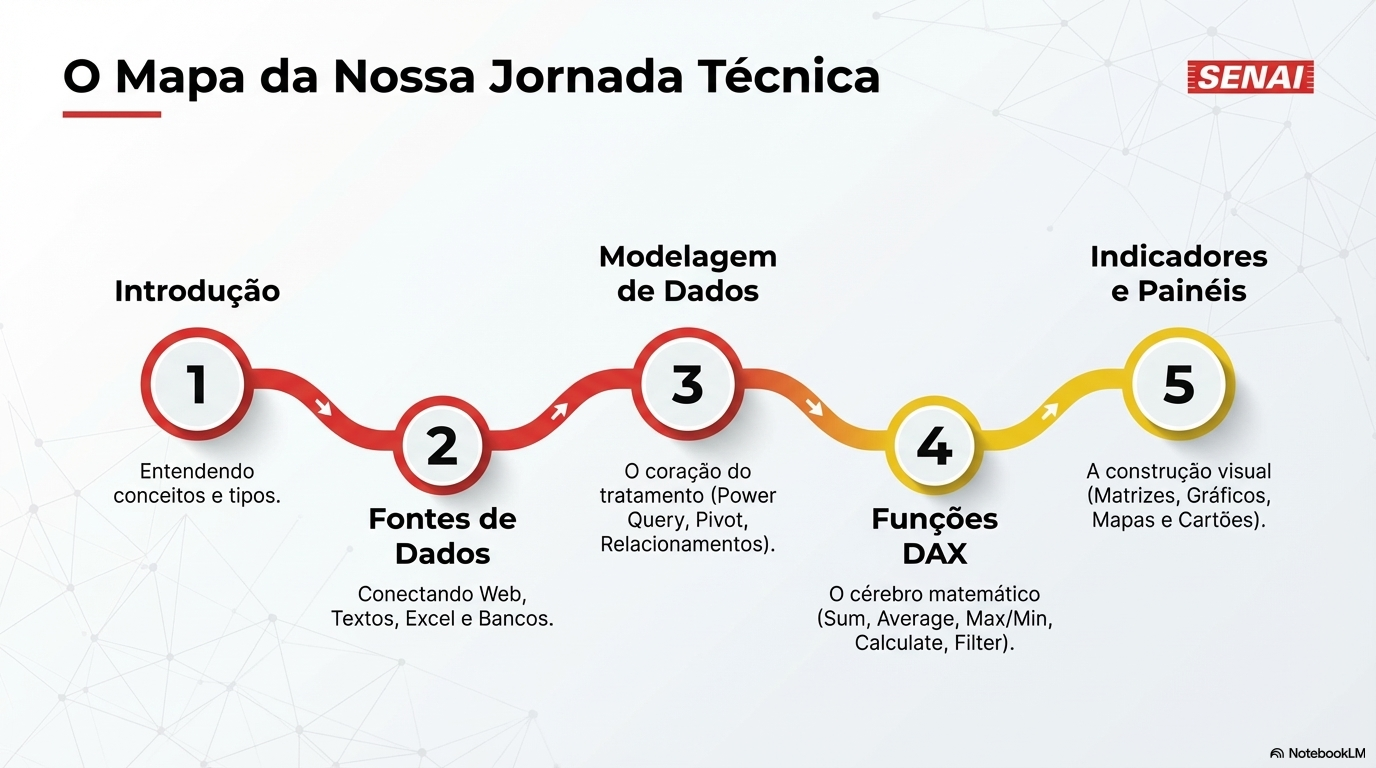 O Mapa da Nossa Jornada Técnica
SENAI
Introdução
1
Entendendo
conceitos e tipos.
2
Fontes de
Dados
Conectando Web,
Textos, Excel e Bancos.
Modelagem
de Dados
3
O coração do
tratamento (Power
Query, Pivot,
Relacionamentos).
4
Funções
DAX
O cérebro matemático
(Sum, Average, Max/Min,
Calculate, Filter).
Indicadores
e Painéis
5
A construção visual
(Matrizes, Gráficos,
Mapas e Cartões).
NotebookLM